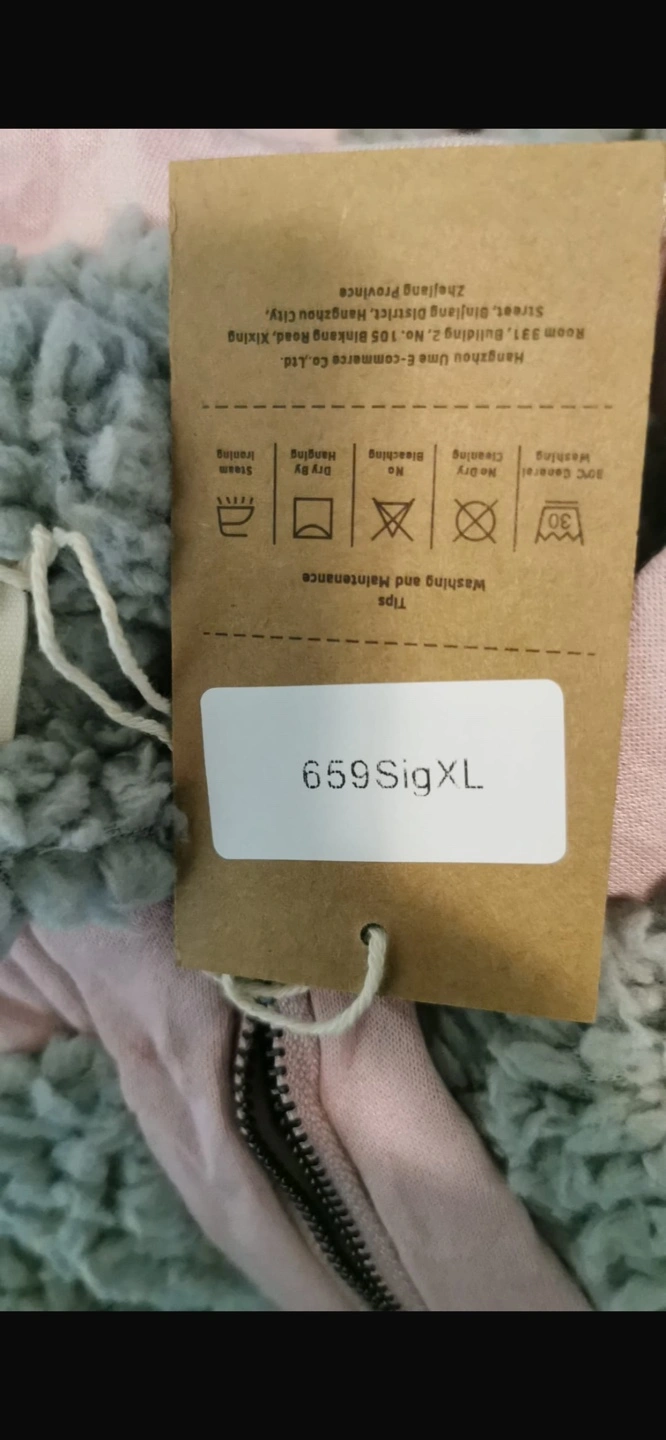 659SigXL
Tips
Washing and Maintenance
30
30℃ General
Washing
No Dry
Cleaning
No
Bleaching
Dry By
Hanging
Steam
Ironing
Hangzhou Ume E-commerce Co.,Ltd.
Room 331, Building 2, No. 105 Binkang Road, Xixing
Street, Binjiang District, Hangzhou City,
Zhejiang Province